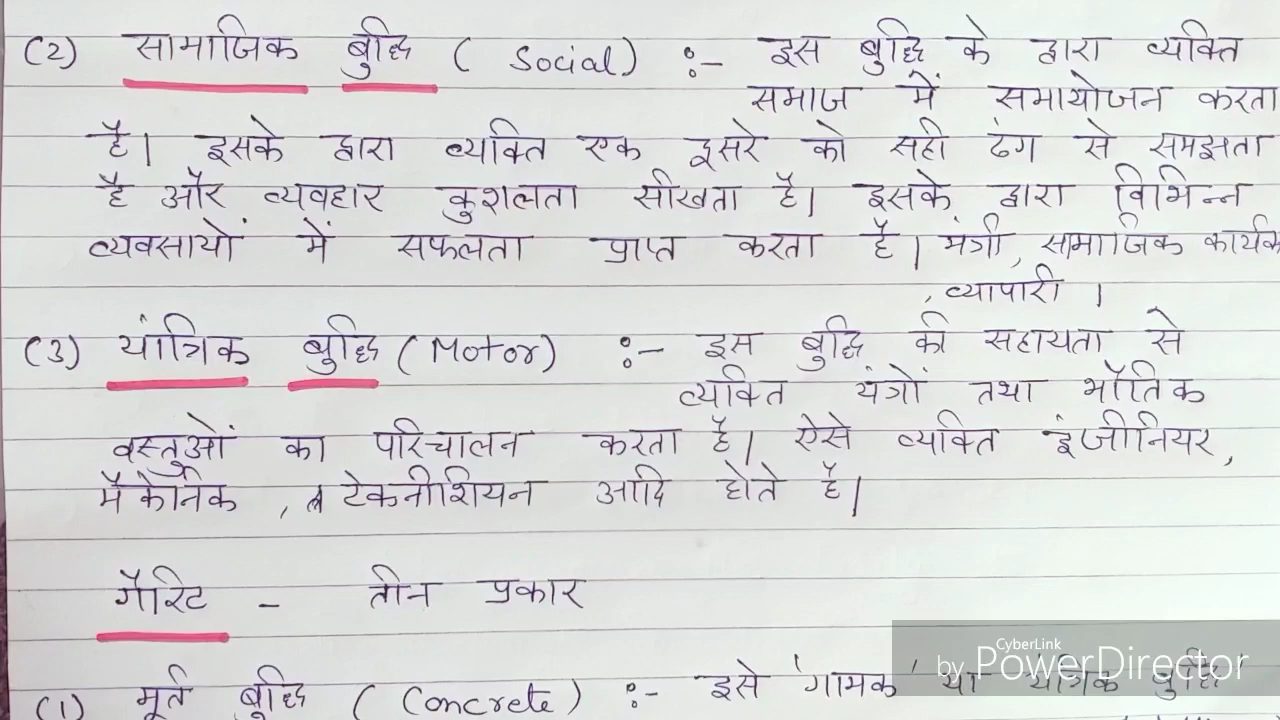 (2) सामाजिक बुद्धि ( Social) :- इस बुद्धि के द्वारा व्यक्ति
समाज में समायोजन करता
है। इसके द्वारा व्यक्ति एक दूसरे को सही ढंग से समझता
है और व्यवहार कुशलता सीखता है। इसके द्वारा विभिन्न
व्यवसायों में सफलता प्राप्त करता है। मंत्री, सामाजिक कार्यक
, व्यापारी ।
(3) यांत्रिक बुद्धि (Motor) :- इस बुद्धि की सहायता से
व्यक्ति यंत्रों तथा भौतिक
वस्तुओं का परिचालन करता है। ऐसे व्यक्ति इंजीनियर,
मैकेनिक, टेकनीशियन आदि होते है।
गैरिट - तीन प्रकार
(1) मूर्त बुद्धि ( Concrete) :- इसे 'गामक' या 'यांत्रिक बुद्धि'
CyberLink
by PowerDirector